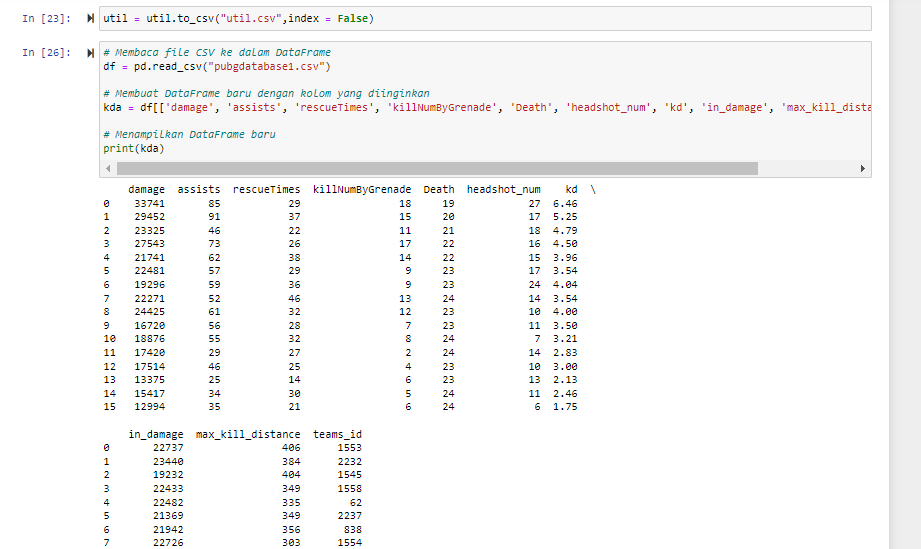 In [23]: util = util.to_csv("util.csv",index = False)
In [26]: # Membaca file CSV ke dalam DataFrame
df = pd.read_csv("pubgdatabase1.csv")
# Membuat DataFrame baru dengan kolom yang diinginkan
kda = df[['damage', 'assists', 'rescueTimes', 'killNumByGrenade', 'Death', 'headshot_num', 'kd', 'in_damage', 'max_kill_dista
# Menampilkan DataFrame baru
print(kda)
damage assists rescueTimes killNumByGrenade Death headshot_num kd \
0 33741 85 29 18 19 27 6.46
1 29452 91 37 15 20 17 5.25
2 23325 46 22 11 21 18 4.79
3 27543 73 26 17 22 16 4.50
4 21741 62 38 14 22 15 3.96
5 22481 57 29 9 23 17 3.54
6 19296 59 36 9 23 24 4.04
7 22271 52 46 13 24 14 3.54
8 24425 61 32 12 23 10 4.00
9 16720 56 28 7 23 11 3.50
10 18876 55 32 8 24 7 3.21
11 17420 29 27 2 24 14 2.83
12 17514 46 25 4 23 10 3.00
13 13375 25 14 6 23 13 2.13
14 15417 34 30 5 24 11 2.46
15 12994 35 21 6 24 6 1.75
in_damage max_kill_distance teams_id
0 22737 406 1553
1 23440 384 2232
2 19232 404 1545
3 22433 349 1558
4 22482 335 62
5 21369 349 2237
6 21942 356 838
7 22726 303 1554